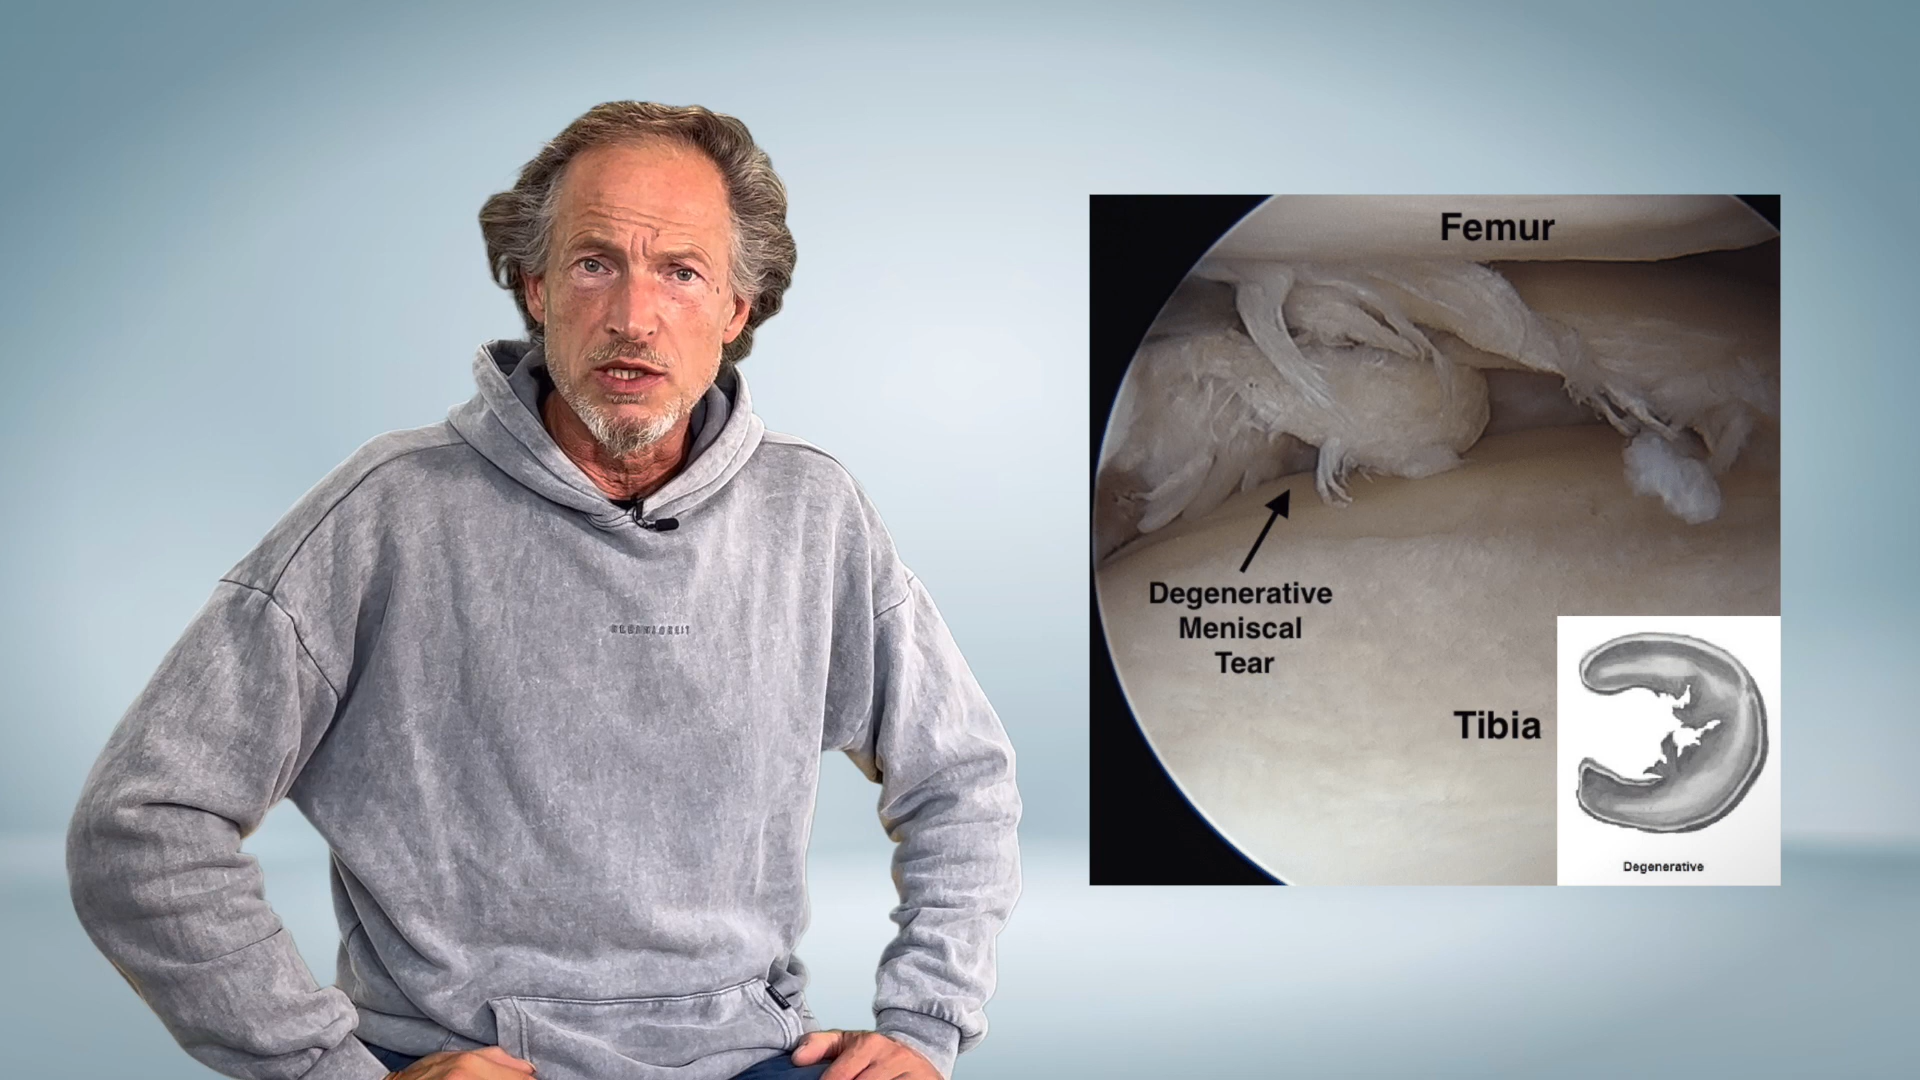 Femur
Degenerative
Meniscal
Tear
Tibia
Degenerative